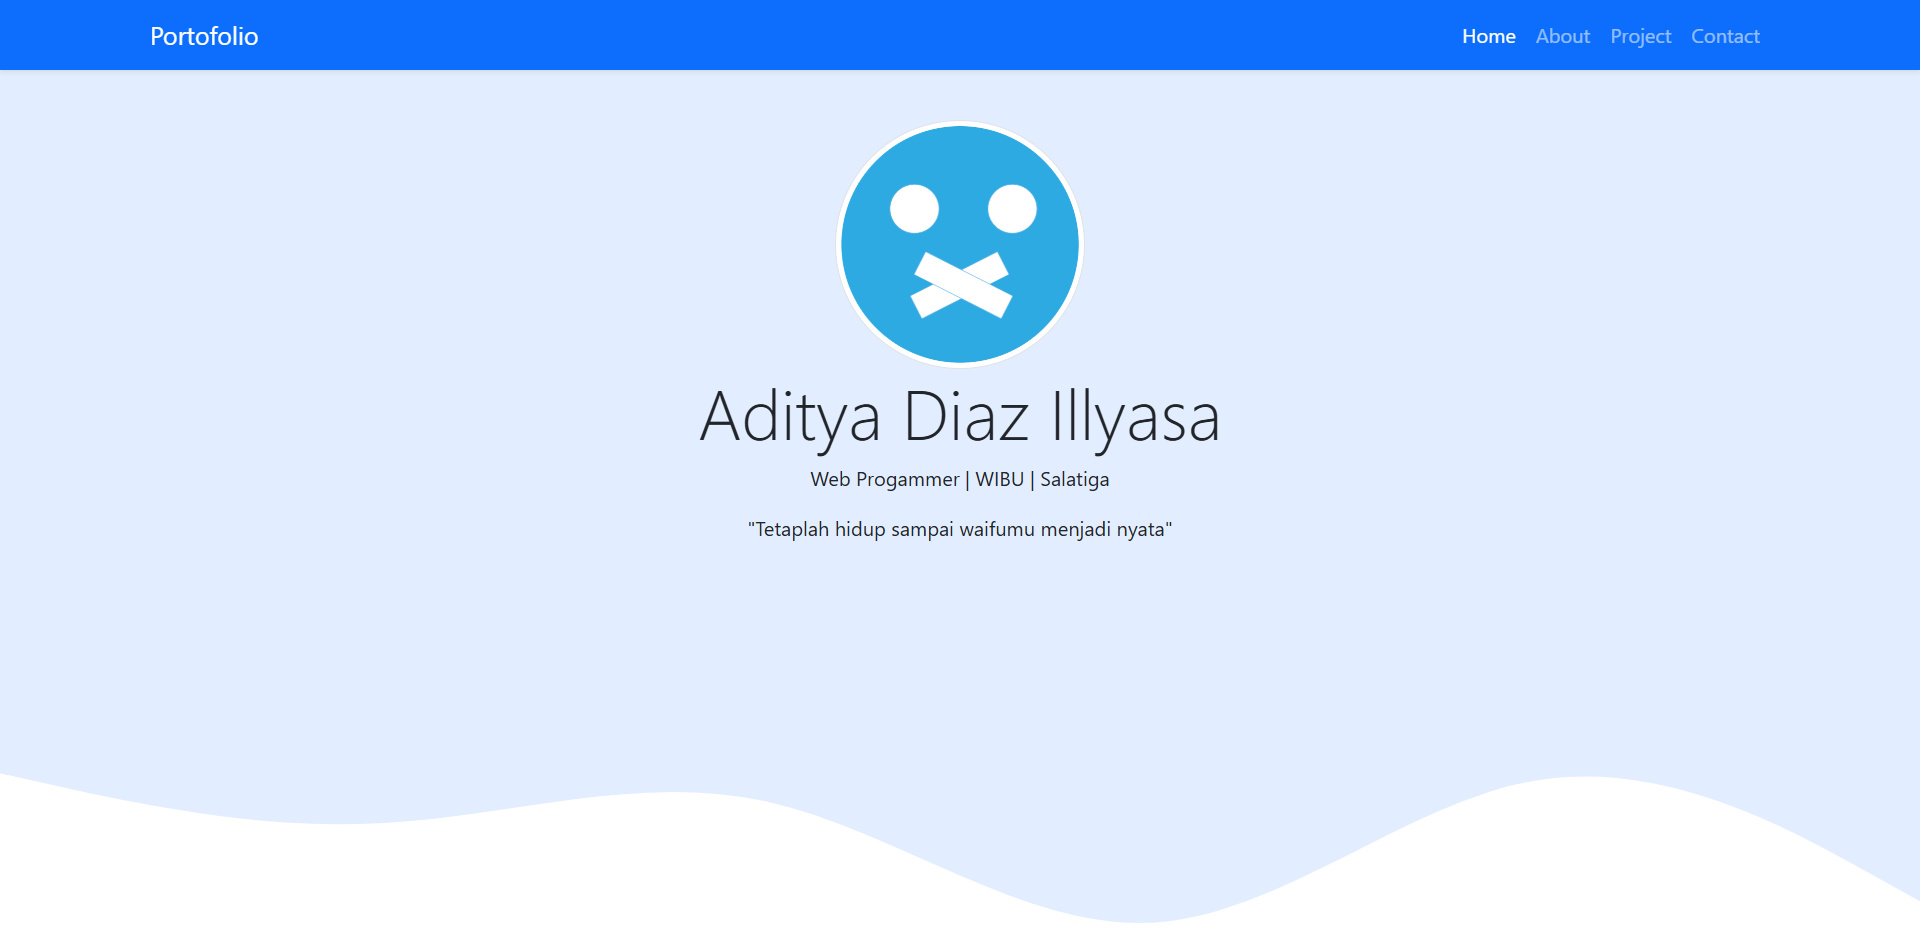 Portofolio
Home About Project Contact
Aditya Diaz Illyasa
Web Progammer | WIBU | Salatiga
"Tetaplah hidup sampai waifumu menjadi nyata"